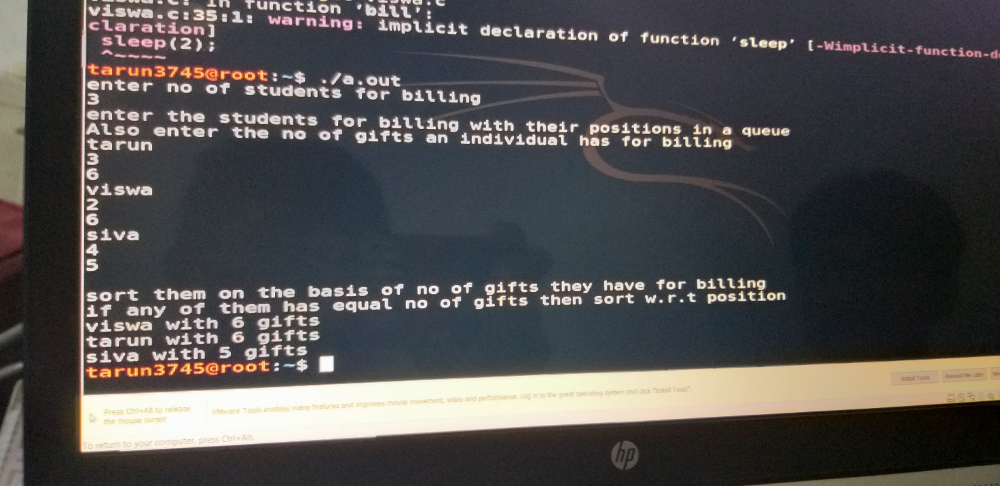 viswa.c: In function 'bill':
viswa.c:35:1: warning: implicit declaration of function 'sleep' [-Wimplicit-function-de
claration]
sleep(2);
^~~~~
tarun3745@root:~$ ./a.out
enter no of students for billing
3
enter the students for billing with their positions in a queue
Also enter the no of gifts an individual has for billing
tarun
3
6
viswa
2
6
siva
4
5
sort them on the basis of no of gifts they have for billing
if any of them has equal no of gifts then sort w.r.t position
viswa with 6 gifts
tarun with 6 gifts
siva with 5 gifts
tarun3745@root:~$
Install Tools Remind Me Later
Press Ctrl+Alt to release
the mouse cursor
VMware Tools enables many features and improves mouse movement, video and performance. Log in to the guest operating system and click "Install Tools".
To return to your computer, press Ctrl+Alt.
hp